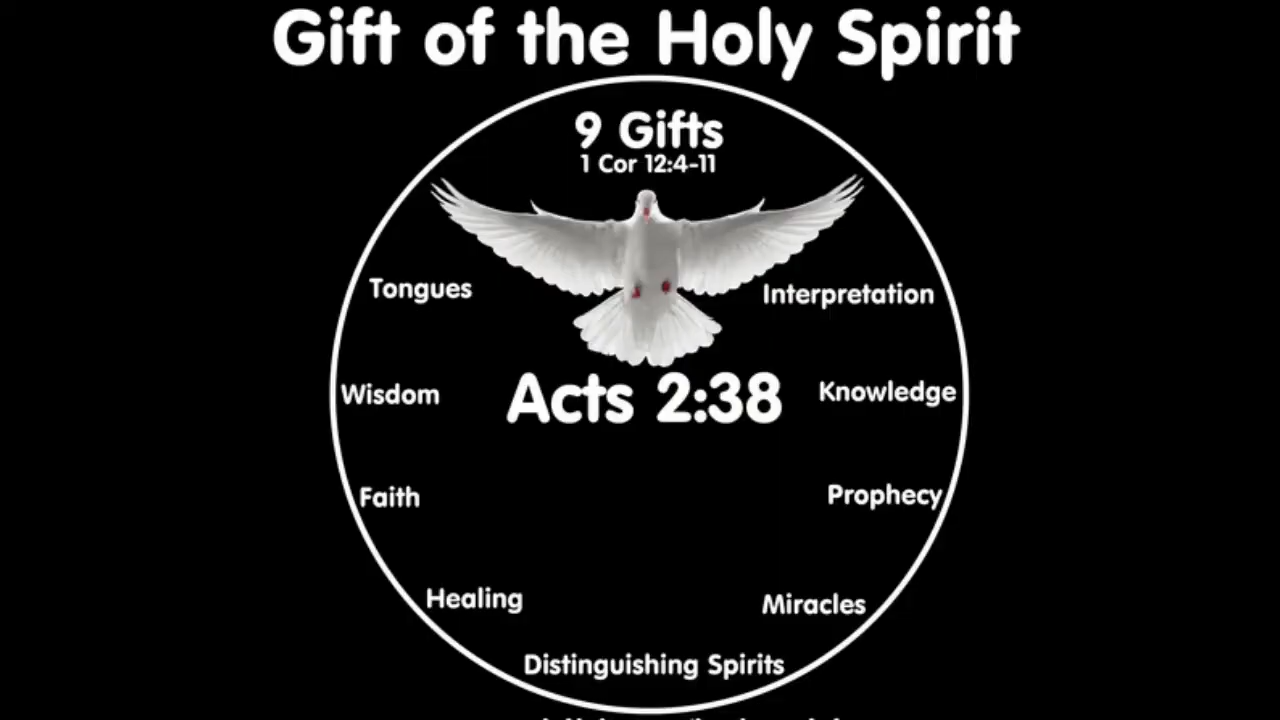 Gift of the Holy Spirit
9 Gifts
1 Cor 12:4-11
Tongues
Interpretation
Wisdom
Acts 2:38
Knowledge
Faith
Prophecy
Healing
Miracles
Distinguishing Spirits